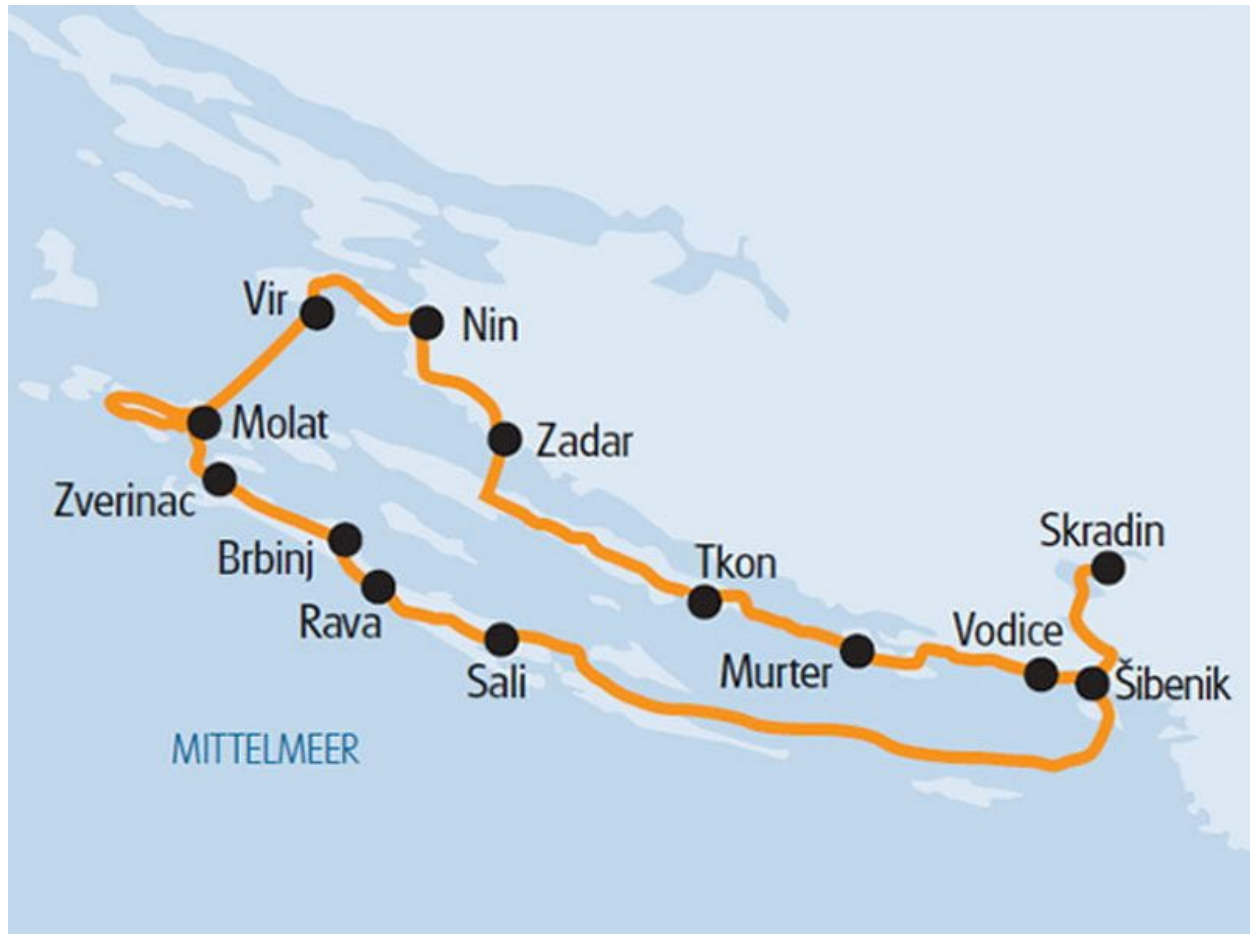 Vir
Nin
Molat
Zadar
Zverinac
Skradin
Brbinj
Tkon
Rava
Vodice
Murter
Sali
Šibenik
MITTELMEER